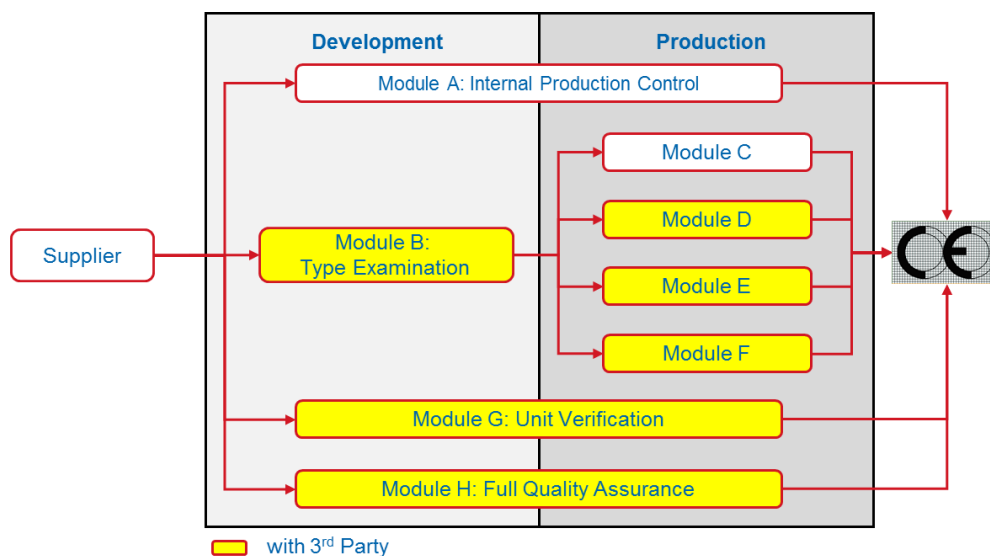 Development
Production
Module A: Internal Production Control
Module C
Module D
Supplier
Module B:
Type Examination
CE
Module E
Module F
Module G: Unit Verification
Module H: Full Quality Assurance
with 3rd Party